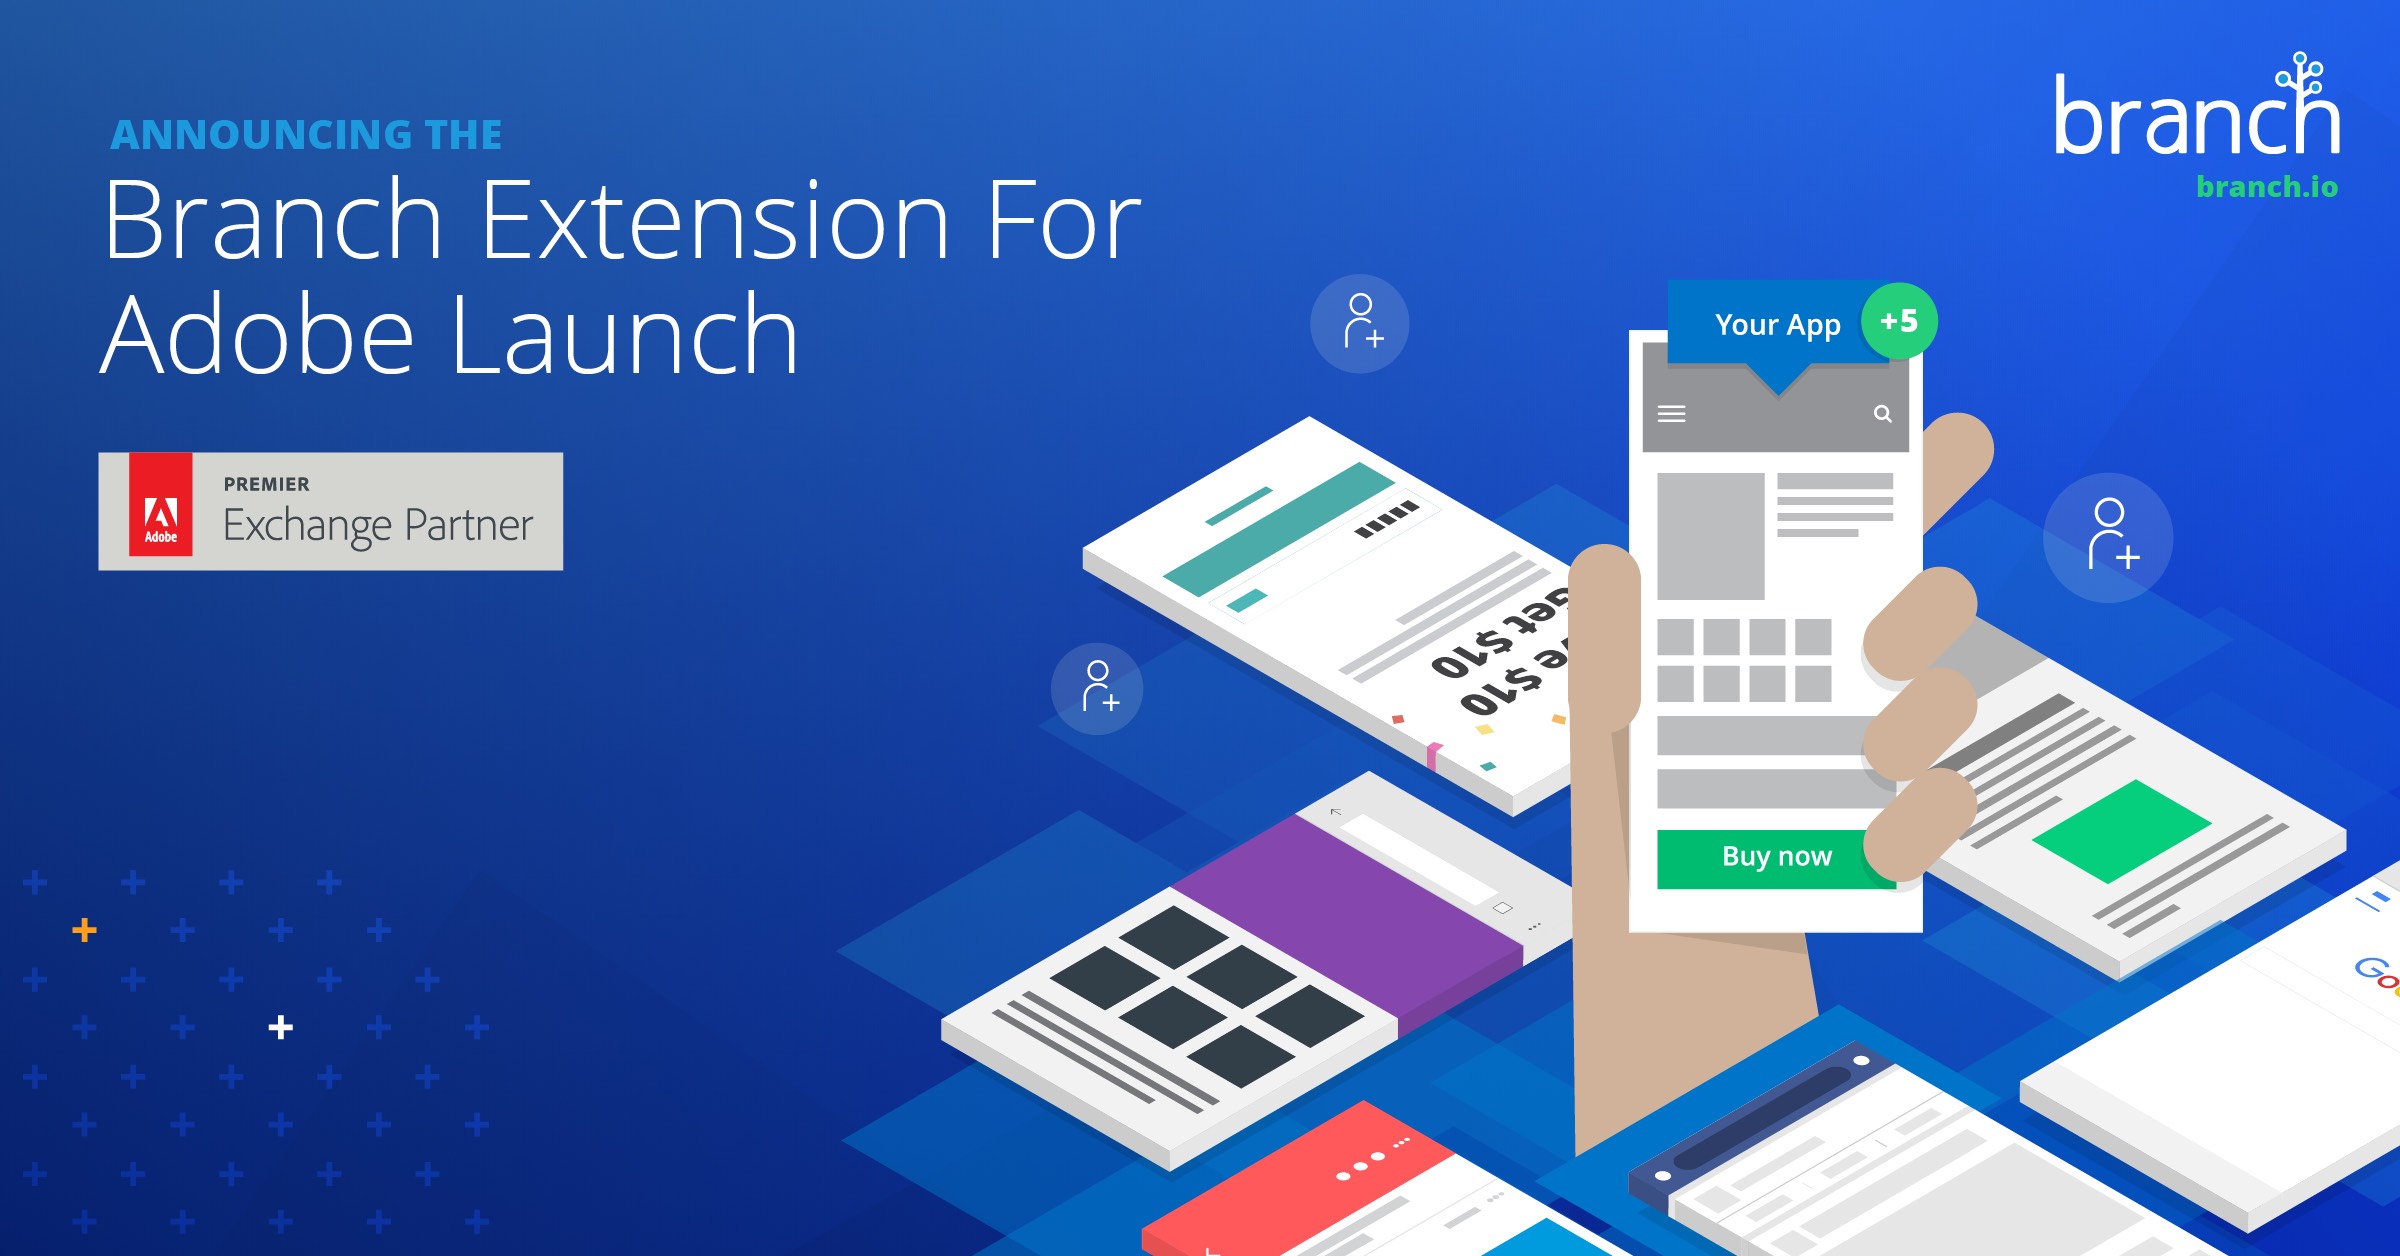 ANNOUNCING THE
Branch Extension For
Adobe Launch
PREMIER
Exchange Partner
Adobe
branch
branch.io
Your App
+5
Get $10
$10
Buy now